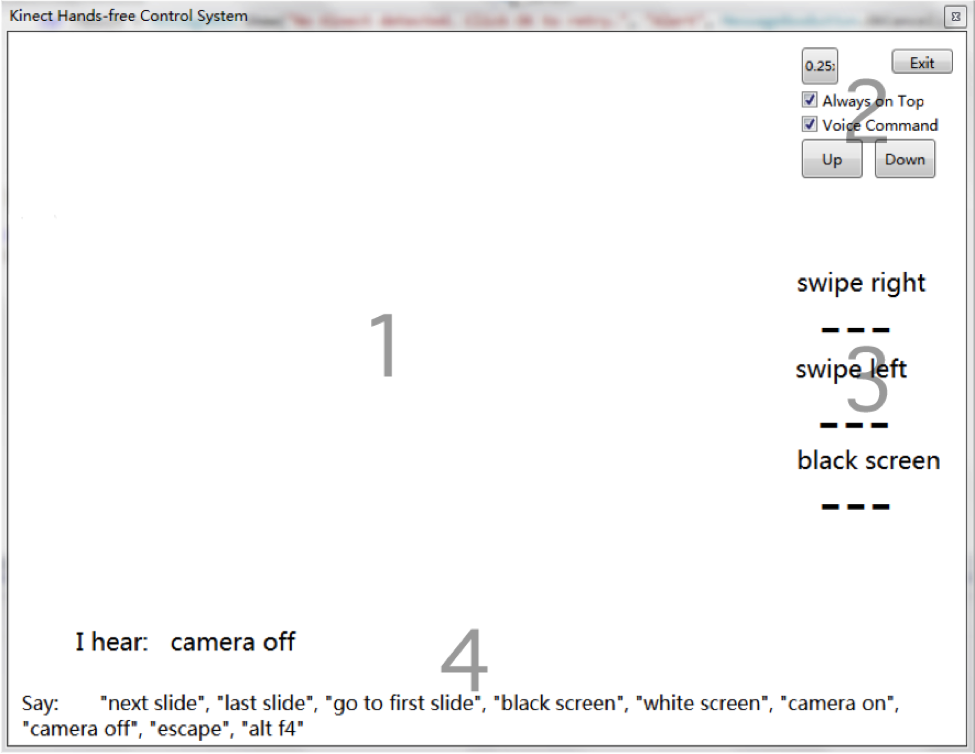 Kinect Hands-free Control System
0.25:
Exit
Always on Top
2
Voice Command
Up
Down
swipe right
---
1
swipe left
3
---
black screen
---
I hear: camera off
4
Say: "next slide", "last slide", "go to first slide", "black screen", "white screen", "camera on",
"camera off", "escape", "alt f4"